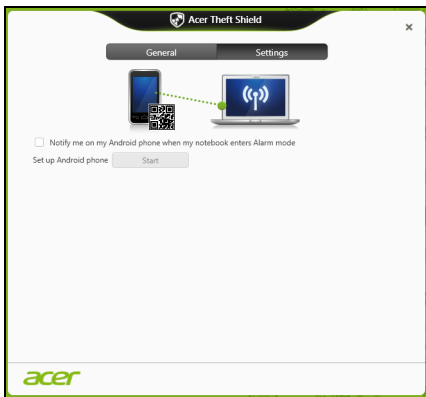 Acer Theft Shield
General Settings
Notify me on my Android phone when my notebook enters Alarm mode
Set up Android phone Start
acer